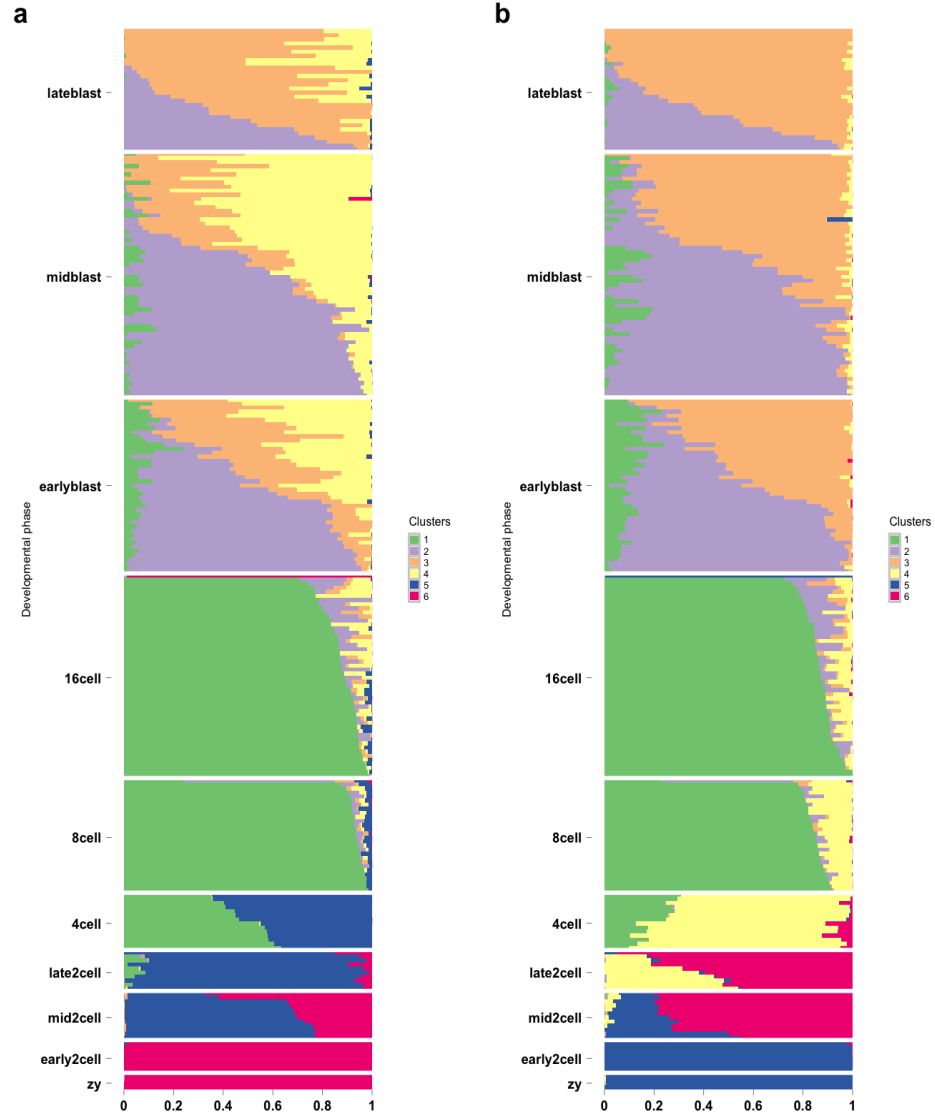 a
lateblast
midblast
earlyblast
16cell
8cell
4cell
late2cell
mid2cell
early2cell
zy
0 0.2 0.4 0.6 0.8 1
Developmental phase
Clusters
1
2
3
4
5
6
b
lateblast
midblast
earlyblast
16cell
8cell
4cell
late2cell
mid2cell
early2cell
zy
0 0.2 0.4 0.6 0.8 1
Developmental phase
Clusters
1
2
3
4
5
6